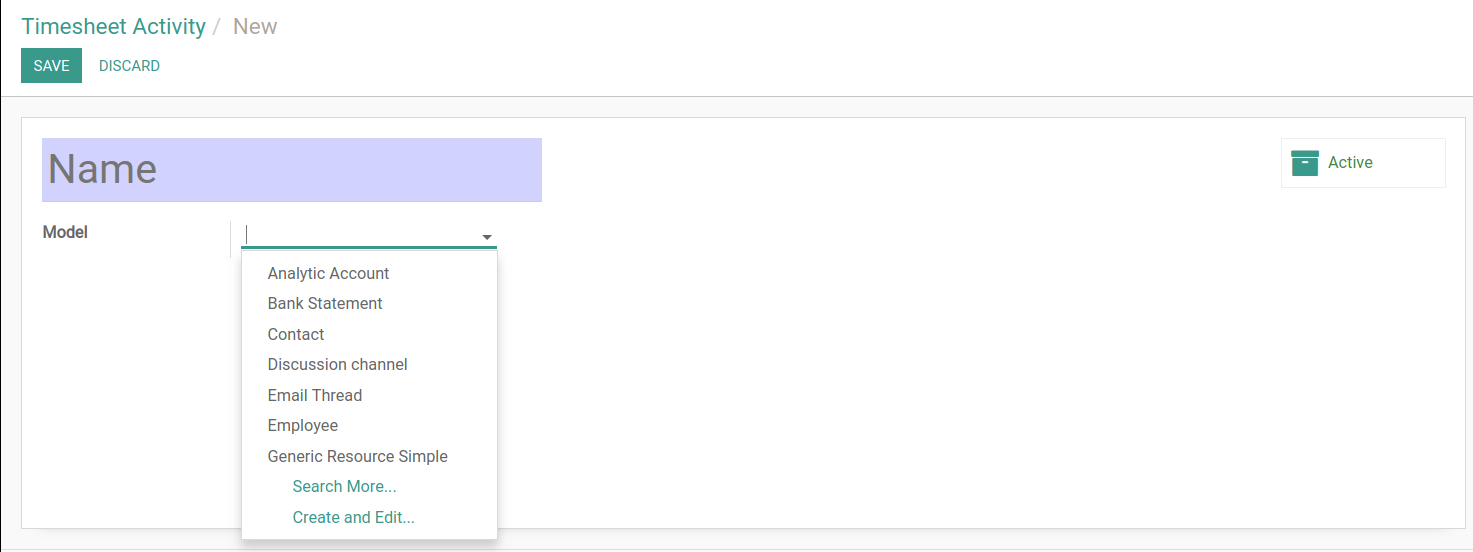 Timesheet Activity / New
SAVE DISCARD
Name
Active
Model
Analytic Account
Bank Statement
Contact
Discussion channel
Email Thread
Employee
Generic Resource Simple
Search More...
Create and Edit...